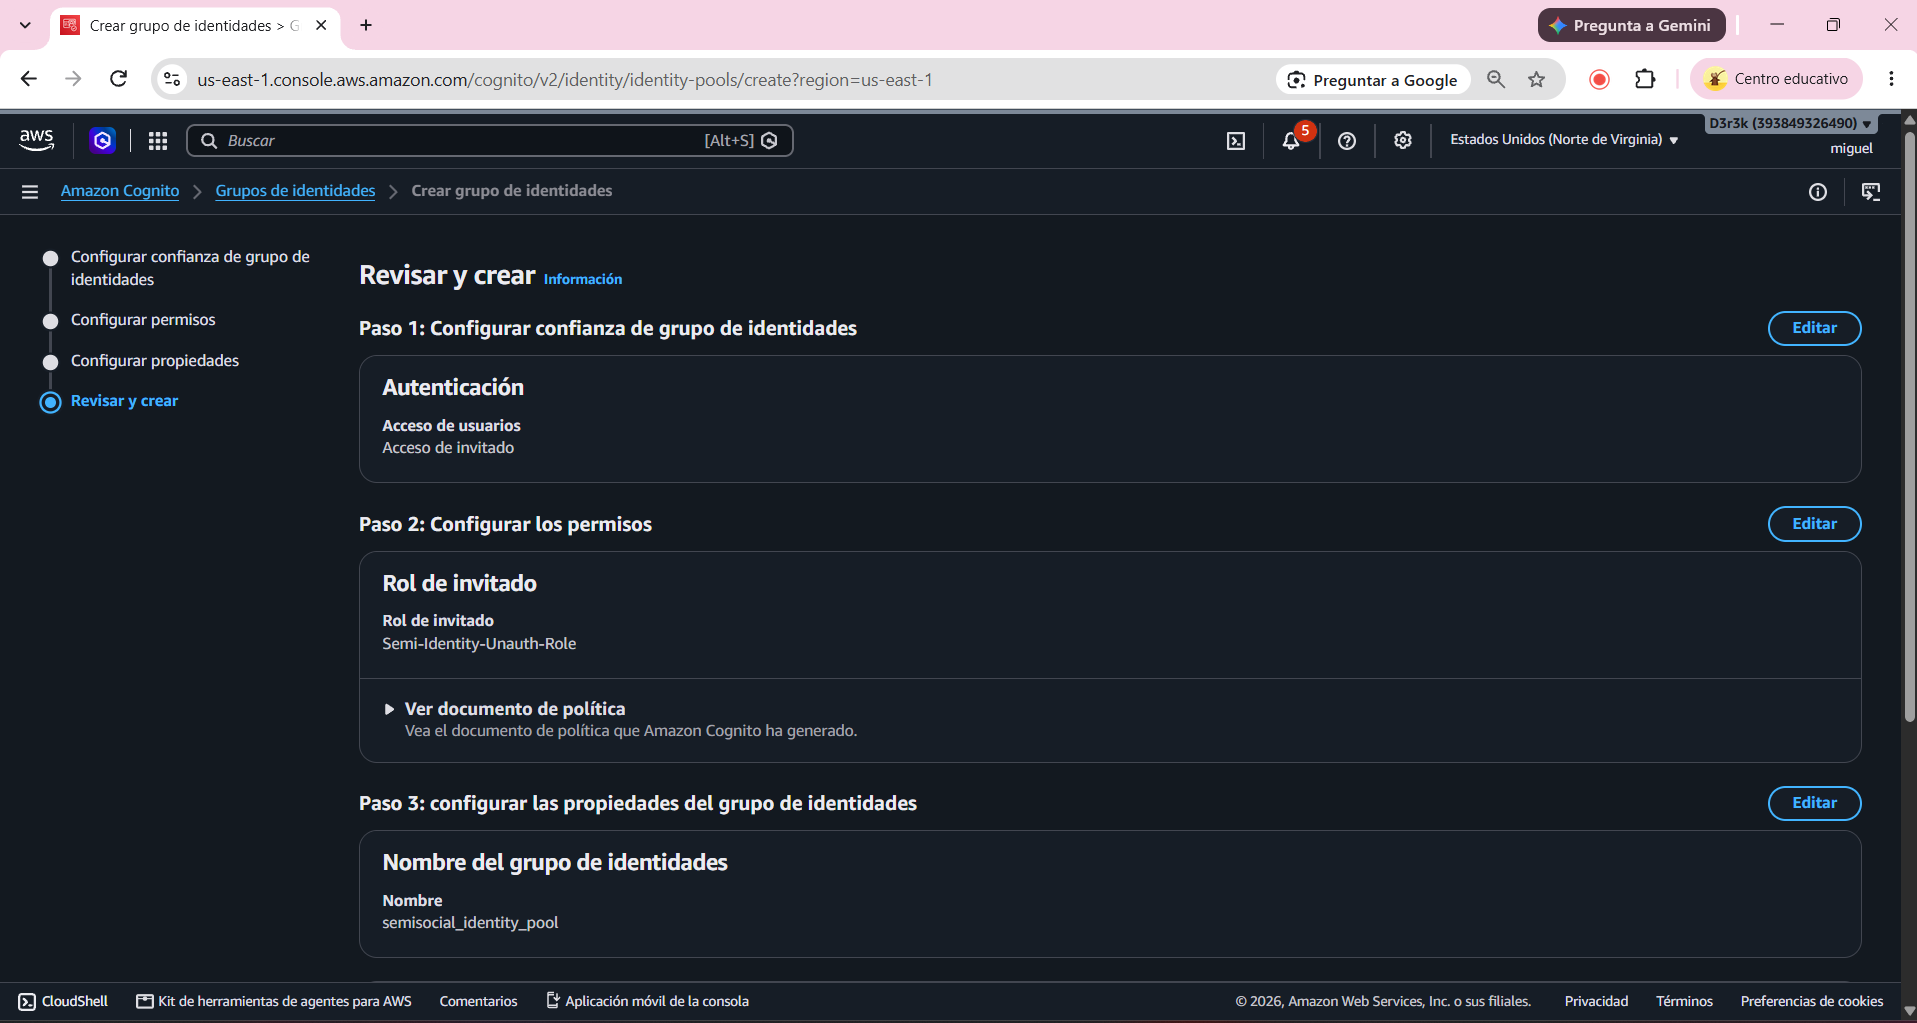 Crear grupo de identidades > G
Pregunta a Gemini
us-east-1.console.aws.amazon.com/cognito/v2/identity/identity-pools/create?region=us-east-1
Preguntar a Google
Centro educativo
aws
Buscar
[Alt+S]
5
Estados Unidos (Norte de Virginia)
D3r3k (393849326490)
miguel
Amazon Cognito
Grupos de identidades
Crear grupo de identidades
Configurar confianza de grupo de
identidades
Configurar permisos
Configurar propiedades
Revisar y crear
Revisar y crear Información
Paso 1: Configurar confianza de grupo de identidades
Editar
Autenticación
Acceso de usuarios
Acceso de invitado
Paso 2: Configurar los permisos
Editar
Rol de invitado
Rol de invitado
Semi-Identity-Unauth-Role
Ver documento de política
Vea el documento de política que Amazon Cognito ha generado.
Paso 3: configurar las propiedades del grupo de identidades
Editar
Nombre del grupo de identidades
Nombre
semisocial_identity_pool
CloudShell
Kit de herramientas de agentes para AWS
Comentarios
Aplicación móvil de la consola
© 2026, Amazon Web Services, Inc. o sus filiales.
Privacidad
Términos
Preferencias de cookies